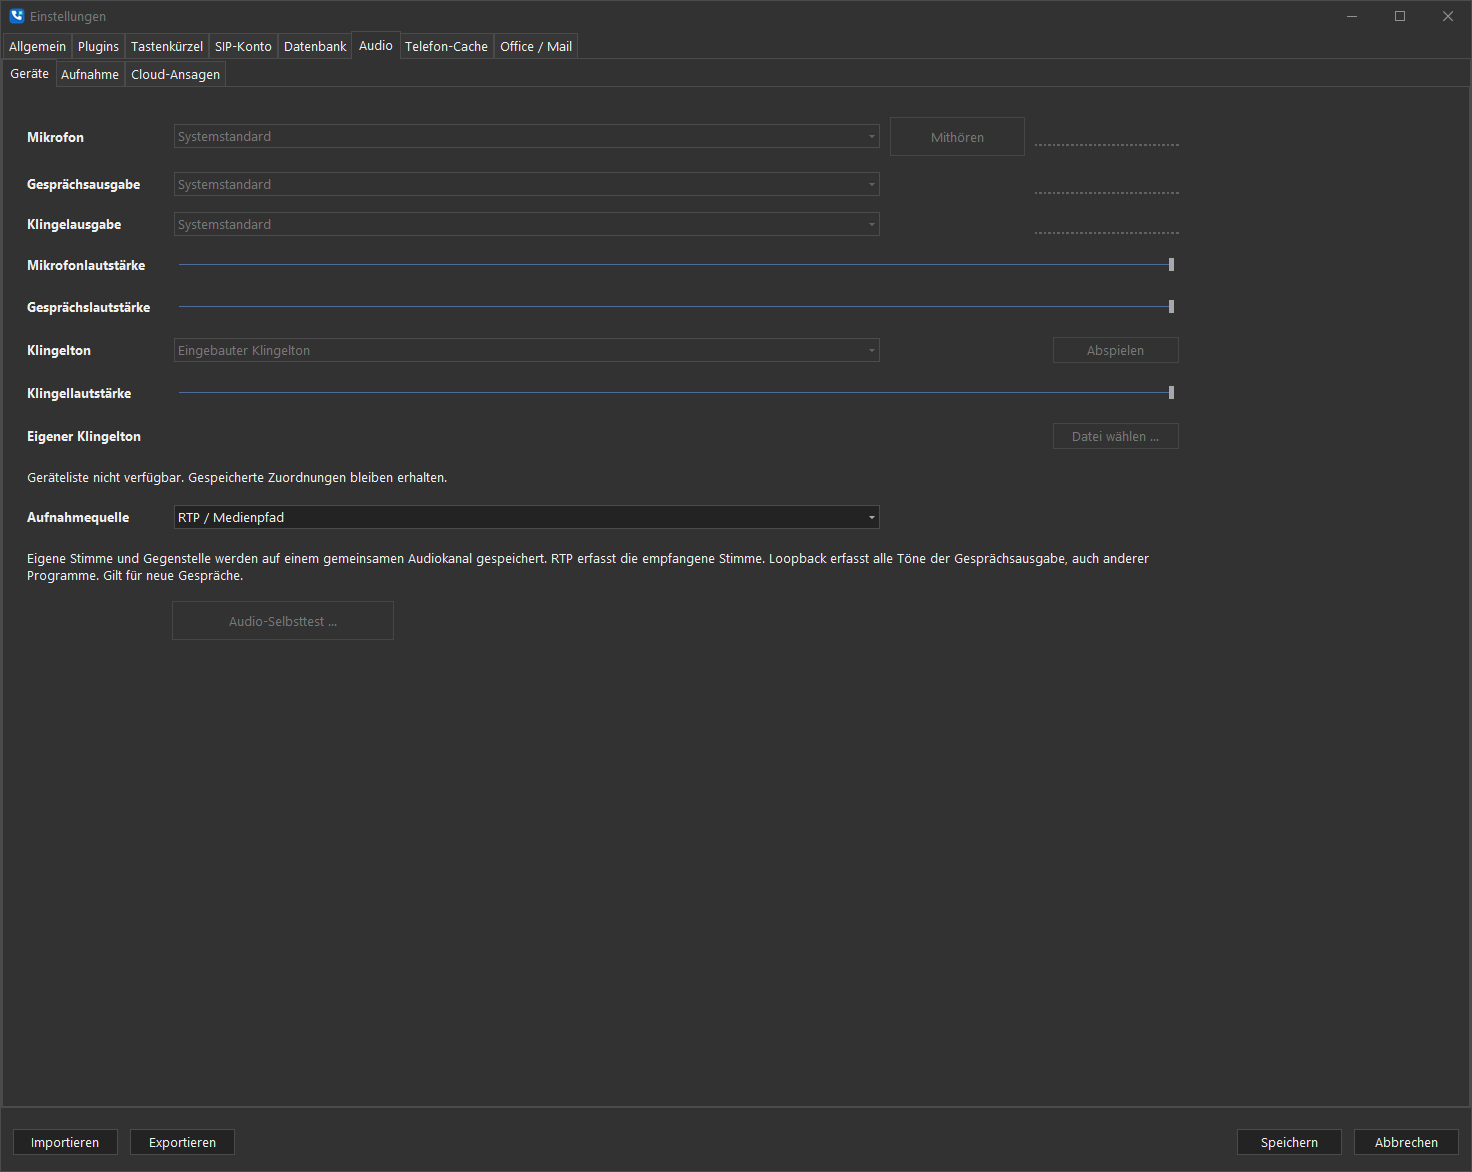 Einstellungen
Allgemein Plugins Tastenkürzel SIP-Konto Datenbank Audio Telefon-Cache Office / Mail
Geräte Aufnahme Cloud-Ansagen
Mikrofon Systemstandard Mithören
Gesprächsausgabe Systemstandard
Klingelausgabe Systemstandard
Mikrofonlautstärke
Gesprächslautstärke
Klingelton Eingebauter Klingelton Abspielen
Klingellautstärke
Eigener Klingelton Datei wählen ...
Geräteliste nicht verfügbar. Gespeicherte Zuordnungen bleiben erhalten.
Aufnahmequelle RTP / Medienpfad
Eigene Stimme und Gegenstelle werden auf einem gemeinsamen Audiokanal gespeichert. RTP erfasst die empfangene Stimme. Loopback erfasst alle Töne der Gesprächsausgabe, auch anderer
Programme. Gilt für neue Gespräche.
Audio-Selbsttest ...
Importieren Exportieren Speichern Abbrechen